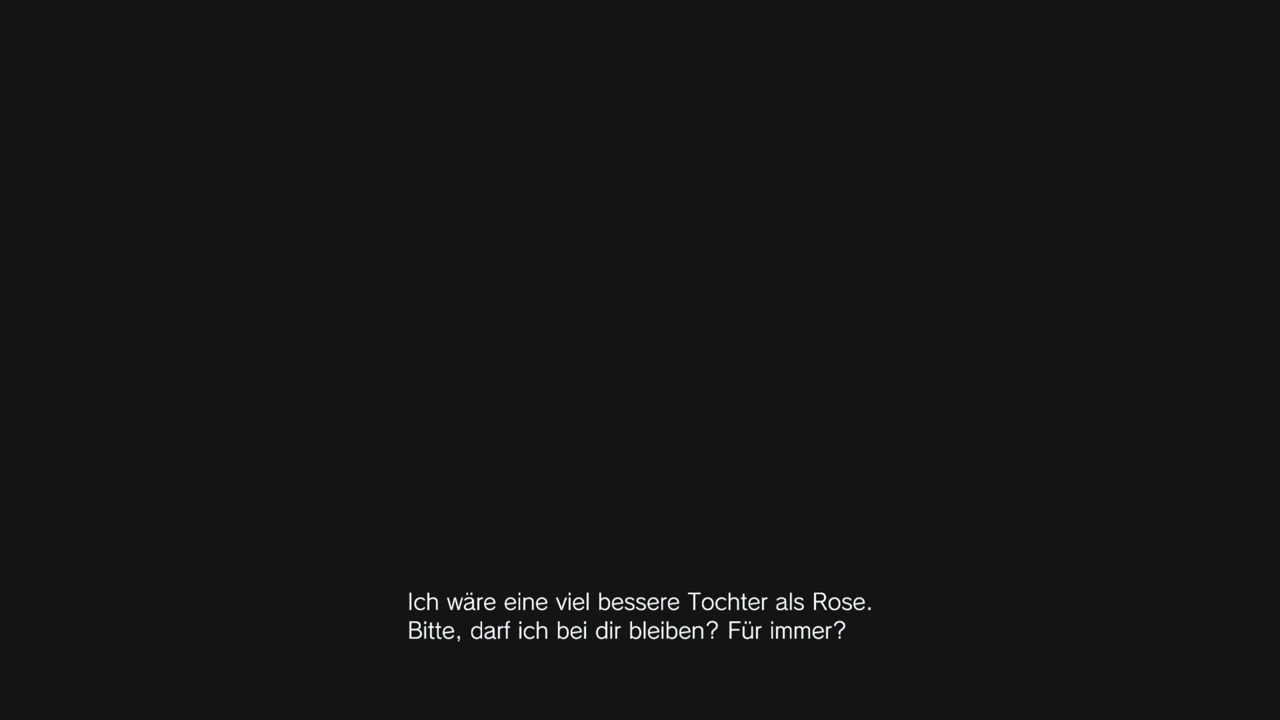 Ich wäre eine viel bessere Tochter als Rose.
Bitte, darf ich bei dir bleiben? Für immer?